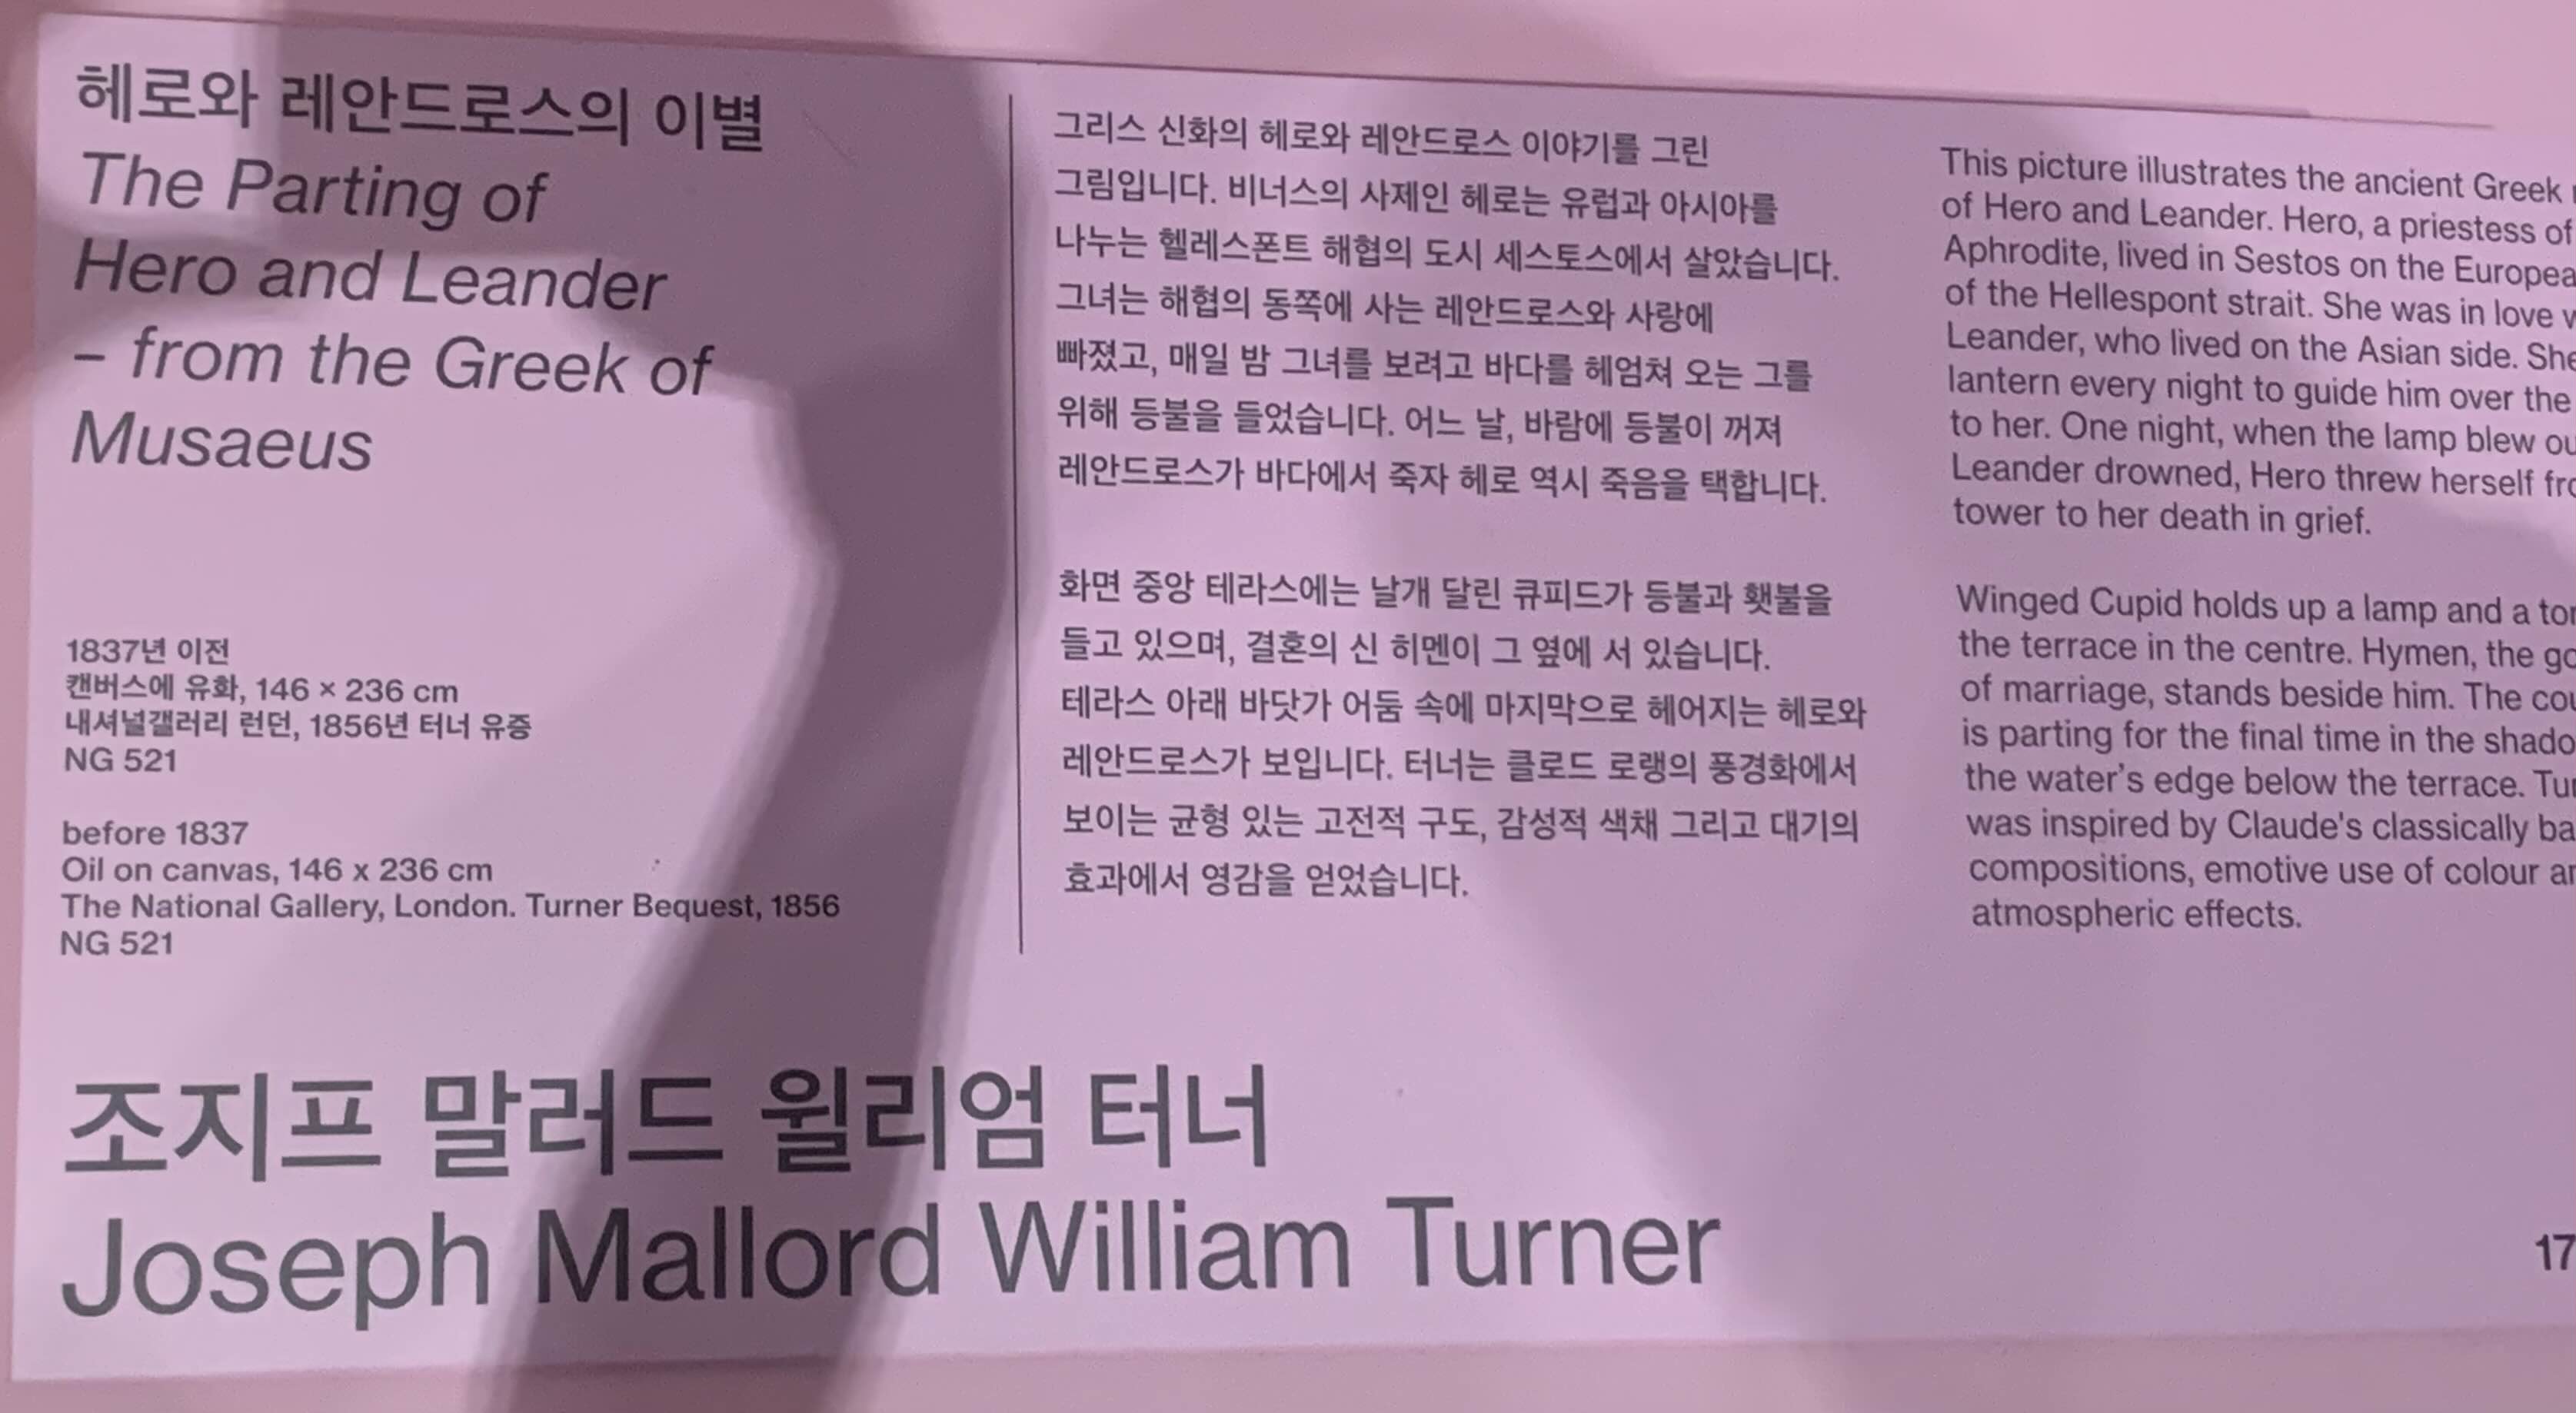 헤로와 레안드로스의 이별
The Parting of
Hero and Leander
– from the Greek of
Musaeus
1837년 이전
캔버스에 유화, 146 × 236 cm
내셔널갤러리 런던, 1856년 터너 유증
NG 521
before 1837
Oil on canvas, 146 x 236 cm
The National Gallery, London. Turner Bequest, 1856
NG 521
그리스 신화의 헤로와 레안드로스 이야기를 그린
그림입니다. 비너스의 사제인 헤로는 유럽과 아시아를
나누는 헬레스폰트 해협의 도시 세스토스에서 살았습니다.
그녀는 해협의 동쪽에 사는 레안드로스와 사랑에
빠졌고, 매일 밤 그녀를 보려고 바다를 헤엄쳐 오는 그를
위해 등불을 들었습니다. 어느 날, 바람에 등불이 꺼져
레안드로스가 바다에서 죽자 헤로 역시 죽음을 택합니다.
화면 중앙 테라스에는 날개 달린 큐피드가 등불과 횃불을
들고 있으며, 결혼의 신 히멘이 그 옆에 서 있습니다.
테라스 아래 바닷가 어둠 속에 마지막으로 헤어지는 헤로와
레안드로스가 보입니다. 터너는 클로드 로랭의 풍경화에서
보이는 균형 있는 고전적 구도, 감성적 색채 그리고 대기의
효과에서 영감을 얻었습니다.
This picture illustrates the ancient Greek
of Hero and Leander. Hero, a priestess of
Aphrodite, lived in Sestos on the
of the Hellespont strait. She was in love
Leander, who lived on the Asian side.
lantern every night to guide him over the
to her. One night, when the lamp blew
Leander drowned, Hero threw herself
tower to her death in grief.
Winged Cupid holds up a lamp and a
the terrace in the centre. Hymen, the
of marriage, stands beside him. The
is parting for the final time in the
the water's edge below the terrace.
was inspired by Claude's classically
compositions, emotive use of colour
atmospheric effects.
조지프 말러드 윌리엄 터너
Joseph Mallord William Turner
17